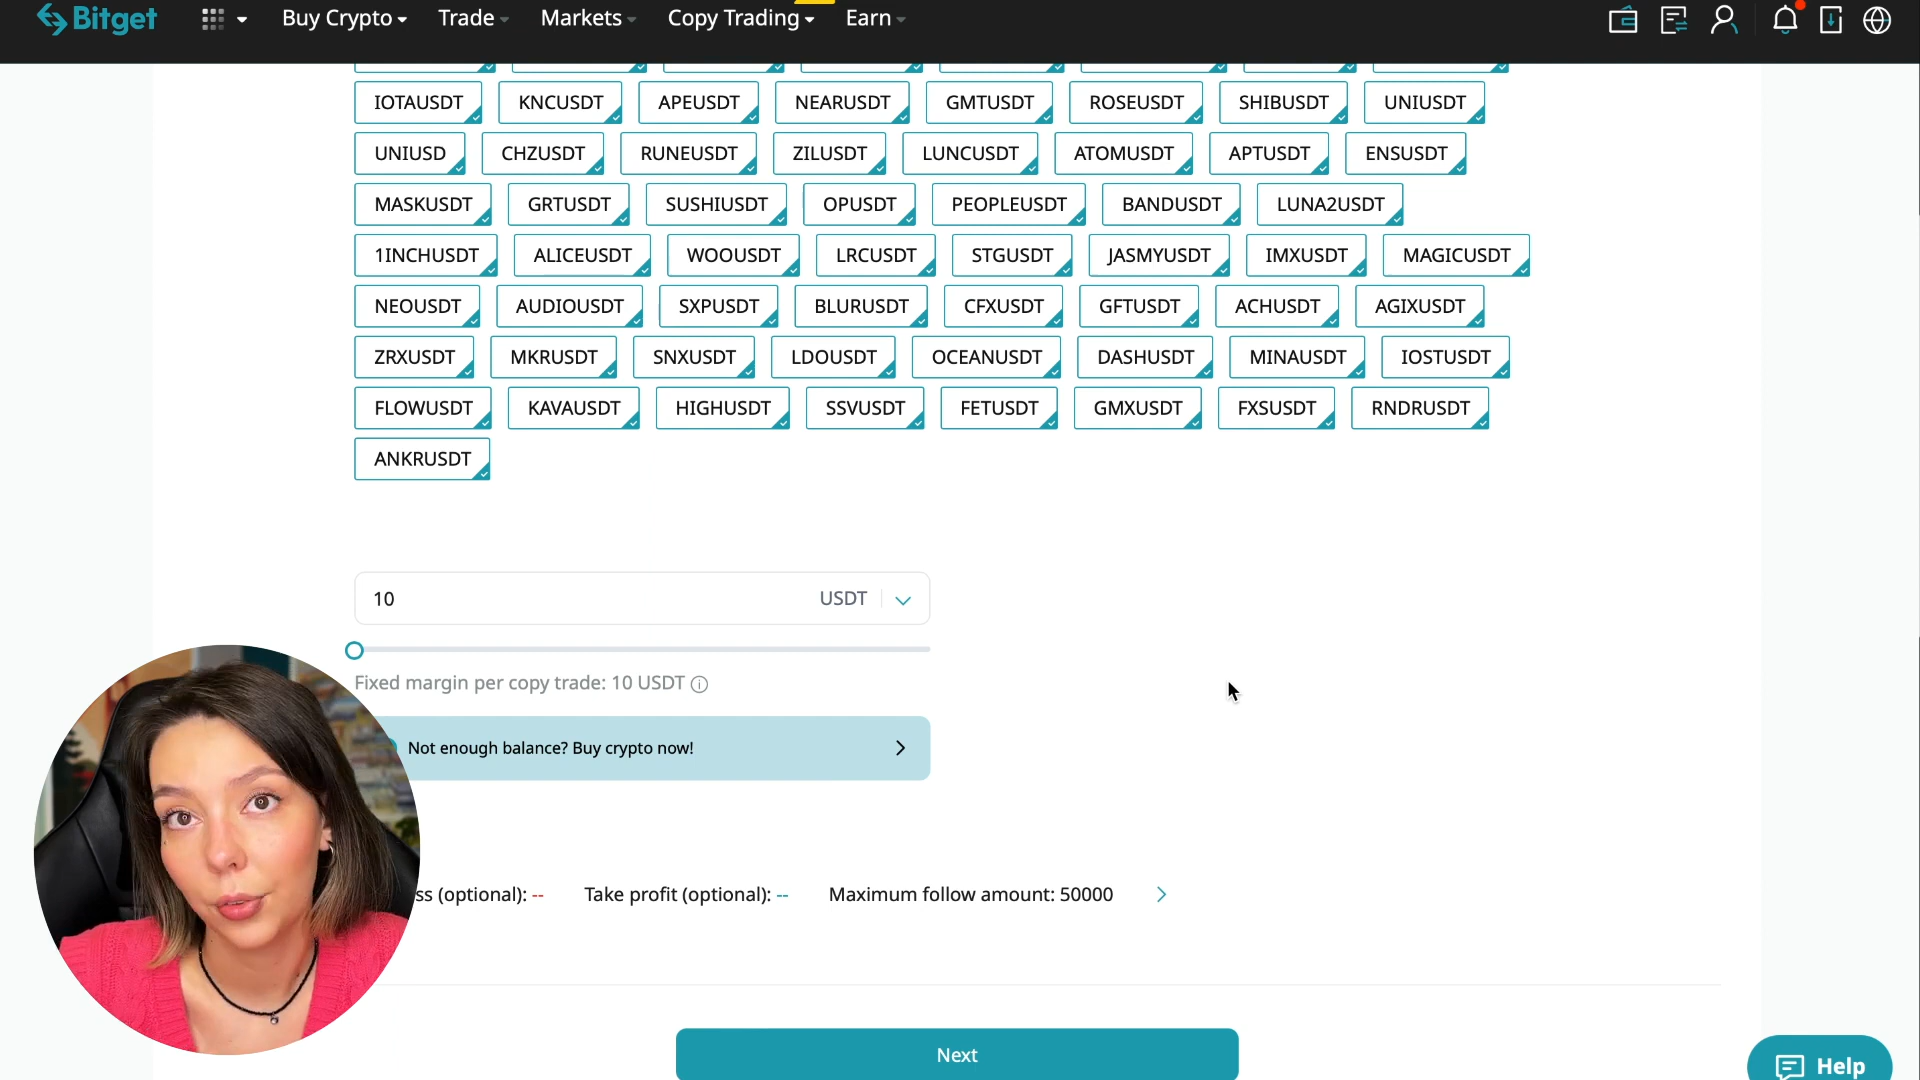 Bitget Buy Crypto Trade Markets Copy Trading Earn
IOTAUSDT KNCUSDT APEUSDT NEARUSDT GMTUSDT ROSEUSDT SHIBUSDT UNIUSDT
UNIUSD CHZUSDT RUNEUSDT ZILUSDT LUNCUSDT ATOMUSDT APTUSDT ENSUSDT
MASKUSDT GRTUSDT SUSHIUSDT OPUSDT PEOPLEUSDT BANDUSDT LUNA2USDT
1INCHUSDT ALICEUSDT WOOUSDT LRCUSDT STGUSDT JASMYUSDT IMXUSDT MAGICUSDT
NEOUSDT AUDIOUSDT SXPUSDT BLURUSDT CFXUSDT GFTUSDT ACHUSDT AGIXUSDT
ZRXUSDT MKRUSDT SNXUSDT LDOUSDT OCEANUSDT DASHUSDT MINAUSDT IOSTUSDT
FLOWUSDT KAVAUSDT HIGHUSDT SSVUSDT FETUSDT GMXUSDT FXSUSDT RNDRUSDT
ANKRUSDT
10 USDT
Fixed margin per copy trade: 10 USDT
Not enough balance? Buy crypto now!
ss (optional): -- Take profit (optional): -- Maximum follow amount: 50000
Next
Help